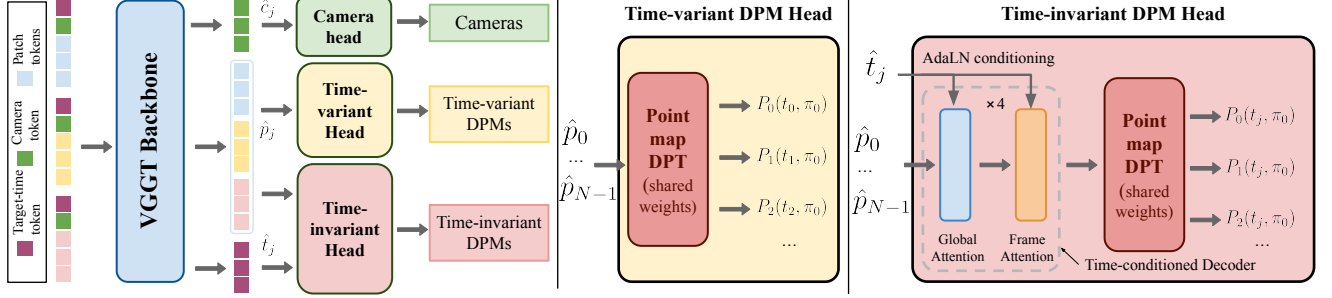 Patch
tokens
Camera
token
Target-time
token
VGGT Backbone
ĉ_j
p̂_j
t̂_j
Camera
head
Cameras
Time-
variant
Head
Time-variant
DPMs
Time-
invariant
Head
Time-invariant
DPMs
Time-variant DPM Head
p̂_0
...
p̂_{N−1}
Point
map
DPT
(shared
weights)
P_0(t_0, π_0)
P_1(t_1, π_0)
P_2(t_2, π_0)
...
Time-invariant DPM Head
t̂_j
AdaLN conditioning
×4
p̂_0
...
p̂_{N−1}
Global
Attention
Frame
Attention
Point
map
DPT
(shared
weights)
P_0(t_j, π_0)
P_1(t_j, π_0)
P_2(t_j, π_0)
...
Time-conditioned Decoder